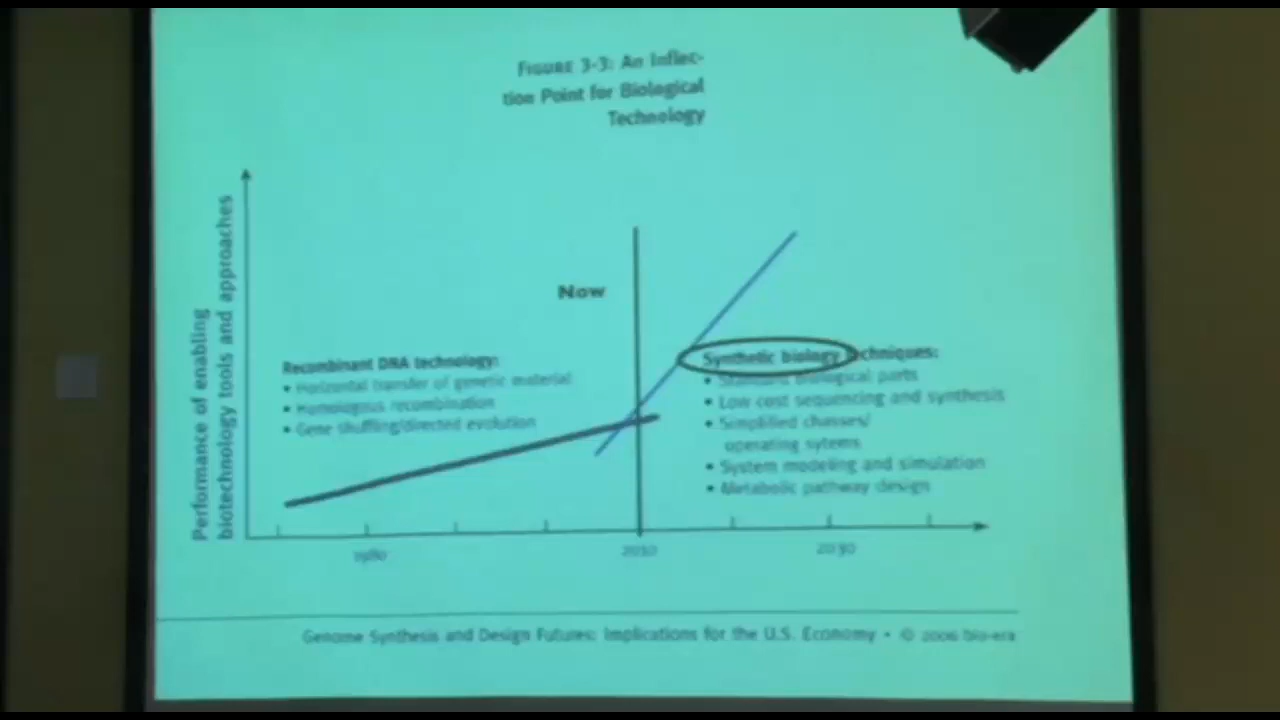 FIGURE 3-3: An Inflec-
tion Point for Biological
Technology
Performance of enabling
biotechnology tools and approaches
Now
Recombinant DNA technology:
• Horizontal transfer of genetic material
• Homologous recombination
• Gene shuffling/directed evolution
Synthetic biology techniques:
• Standard biological parts
• Low cost sequencing and synthesis
• Simplified chasses/
operating sytems
• System modeling and simulation
• Metabolic pathway design
1980
2010
2030
Genome Synthesis and Design Futures: Implications for the U.S. Economy • © 2006 bio-era